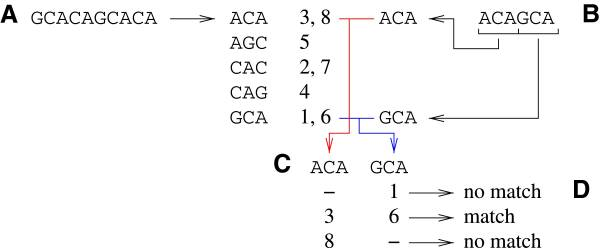 A GCACAGCACA ACA 3, 8 ACA ACAGCA B
AGC 5
CAC 2, 7
CAG 4
GCA 1, 6 GCA
C ACA GCA
– 1 no match D
3 6 match
8 – no match